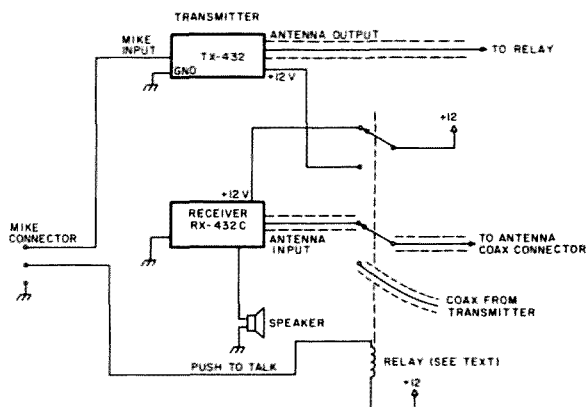 TRANSMITTER
MIKE
INPUT
ANTENNA OUTPUT
TX-432
TO RELAY
GND
+12 V
+12
+12 V
RECEIVER
RX-432C
MIKE
CONNECTOR
ANTENNA
INPUT
TO ANTENNA
COAX CONNECTOR
COAX FROM
TRANSMITTER
SPEAKER
PUSH TO TALK
RELAY (SEE TEXT)
+12